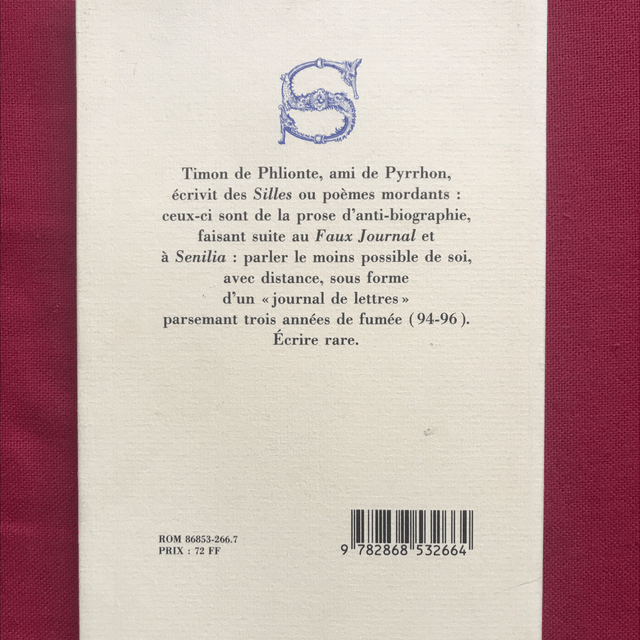 S
Timon de Phlionte, ami de Pyrrhon,
écrivit des Silles ou poèmes mordants :
ceux-ci sont de la prose d'anti-biographie,
faisant suite au Faux Journal et
à Senilia : parler le moins possible de soi,
avec distance, sous forme
d'un « journal de lettres »
parsemant trois années de fumée (94-96).
Écrire rare.
ROM 86853-266.7
PRIX : 72 FF
9 782868 532664